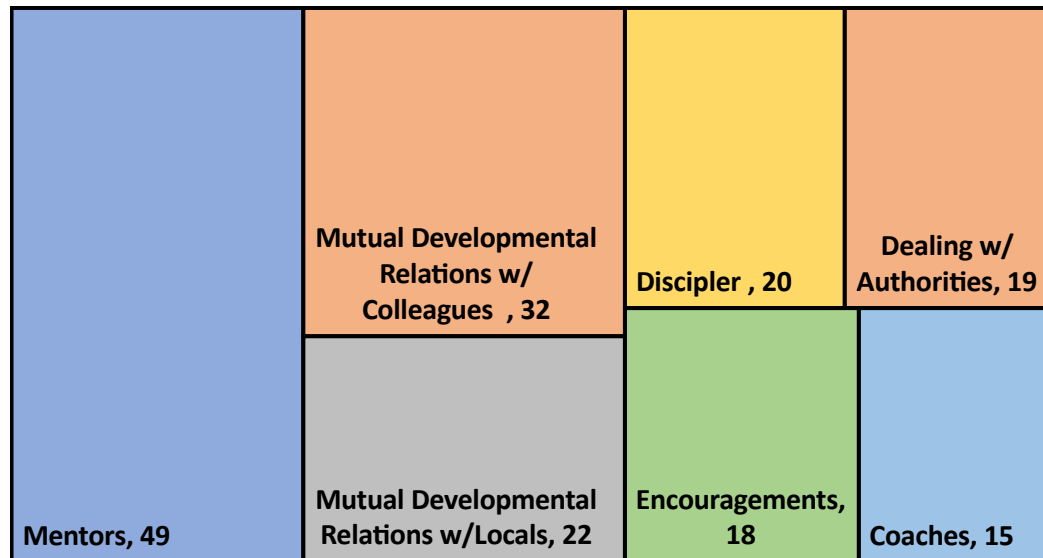 Mentors, 49
Mutual Developmental
Relations w/
Colleagues , 32
Mutual Developmental
Relations w/Locals, 22
Discipler , 20
Dealing w/
Authorities, 19
Encouragements,
18
Coaches, 15